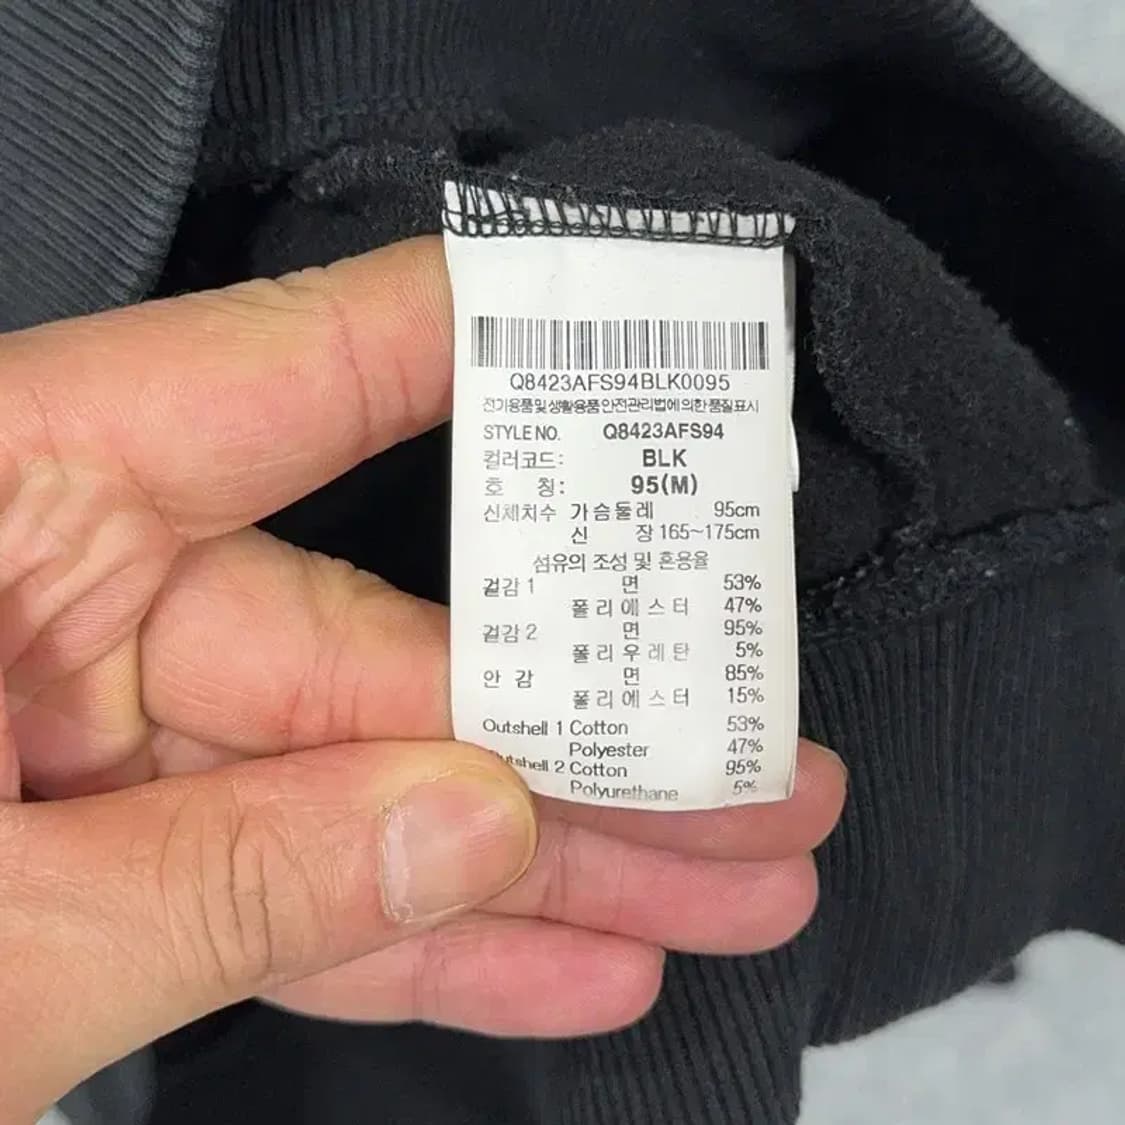 Q8423AFS94BLK0095
전기용품및생활용품안전관리법에의한품질표시
STYLE NO. Q8423AFS94
컬러코드: BLK
호 칭: 95(M)
신체치수 가슴둘레 95cm
신 장 165~175cm
섬유의 조성 및 혼용율
겉감 1 면 53%
폴리에스터 47%
겉감 2 면 95%
폴리우레탄 5%
안 감 면 85%
폴리에스터 15%
Outshell 1 Cotton 53%
Polyester 47%
Outshell 2 Cotton 95%
Polyurethane 5%